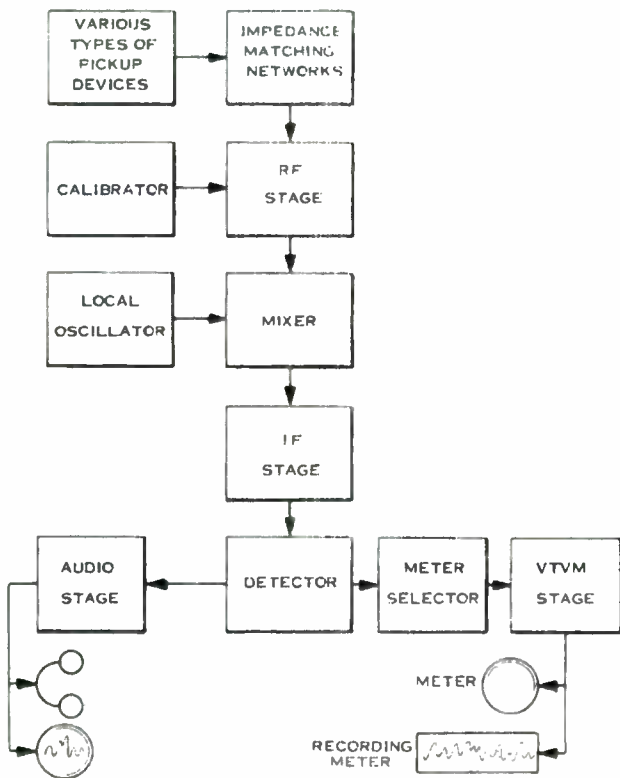 VARIOUS
TYPES OF
PICKUP
DEVICES
IMPEDANCE
MATCHING
NETWORKS
CALIBRATOR
RF
STAGE
LOCAL
OSCILLATOR
MIXER
IF
STAGE
AUDIO
STAGE
DETECTOR
METER
SELECTOR
VTVM
STAGE
METER
RECORDING
METER